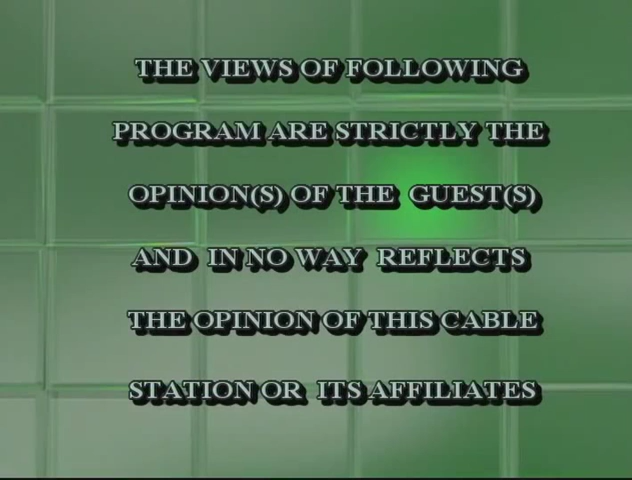 THE VIEWS OF FOLLOWING
PROGRAM ARE STRICTLY THE
OPINION(S) OF THE GUEST(S)
AND IN NO WAY REFLECTS
THE OPINION OF THIS CABLE
STATION OR ITS AFFILIATES